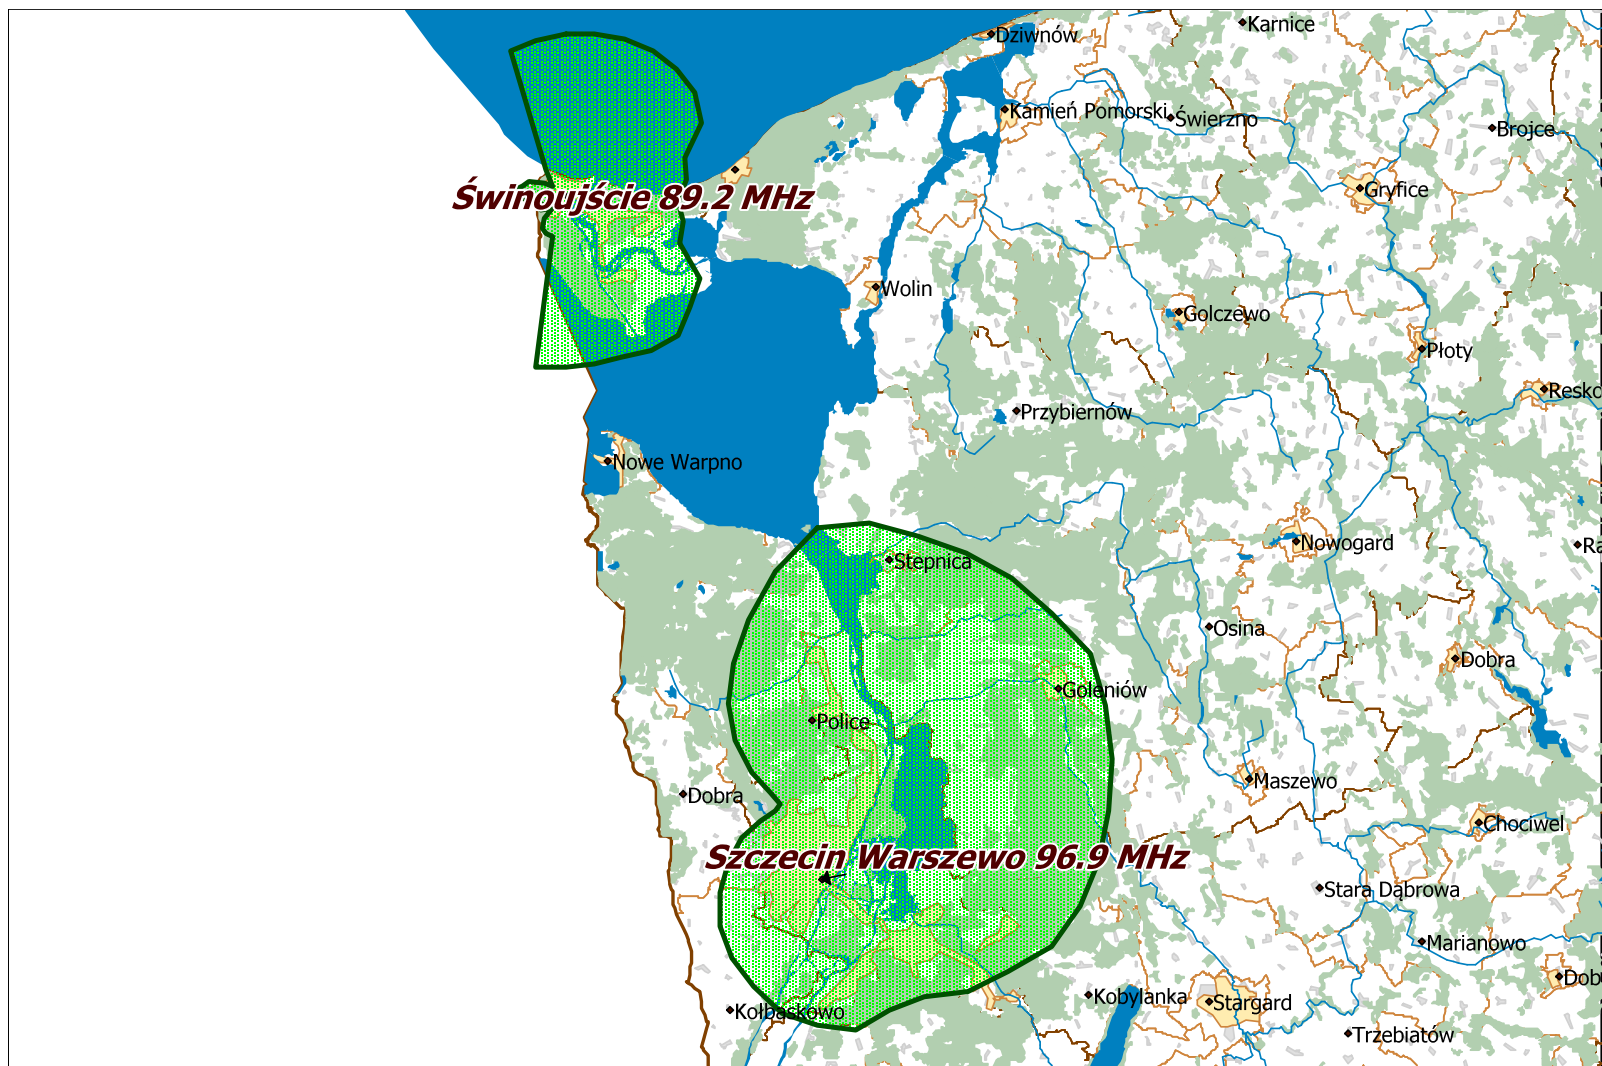 Karnice
Dziwnów
Kamień Pomorski
Świerzno
Brojce
Świnoujście 89.2 MHz
Gryfice
Wolin
Golczewo
Płoty
Resko
Przybiernów
Nowe Warpno
Nowogard
Ra
Stepnica
Osina
Dobra
Goleniów
Police
Maszewo
Dobra
Chociwel
Szczecin Warszewo 96.9 MHz
Stara Dąbrowa
Marianowo
Dob
Kobylanka
Stargard
Kołbaskowo
Trzebiatów